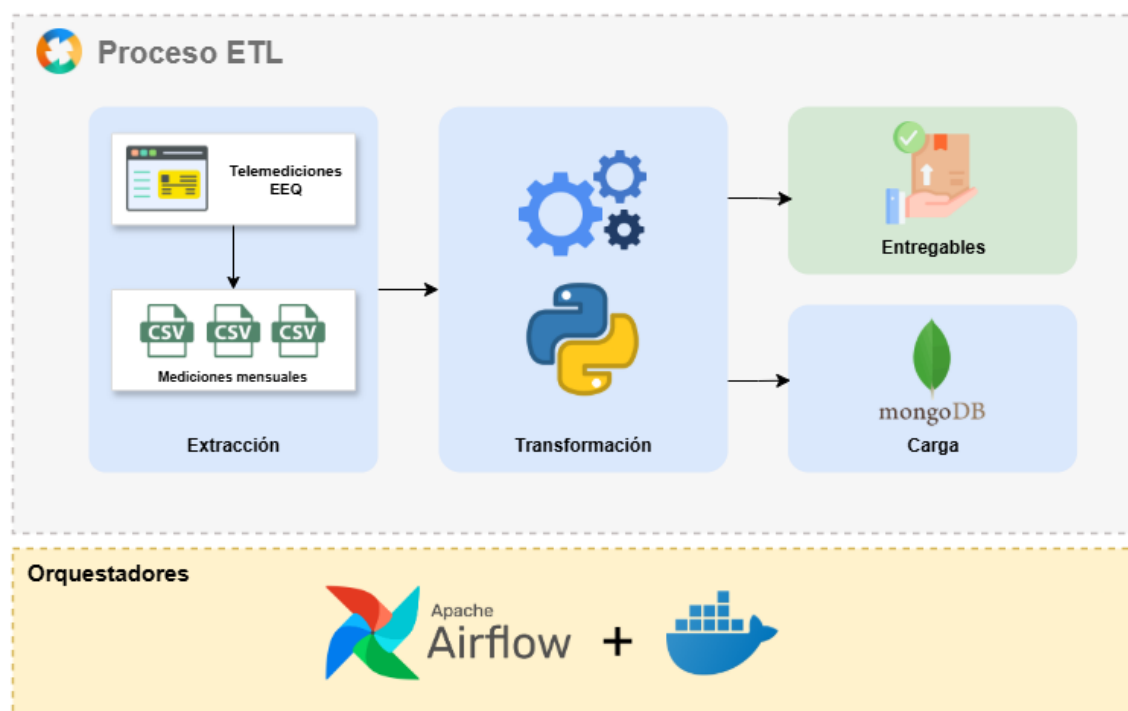 Proceso ETL
Telemediciones
EEQ
CSV CSV CSV
Mediciones mensuales
Extracción
Transformación
Entregables
mongoDB
Carga
Orquestadores
Apache
Airflow +